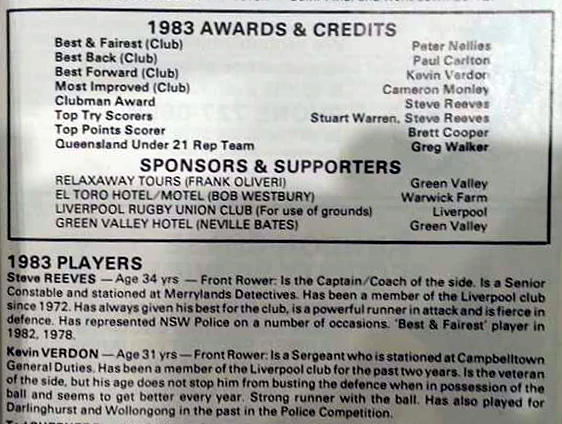 1983 AWARDS & CREDITS
Best & Fairest (Club) Peter Nellies
Best Back (Club) Paul Carlton
Best Forward (Club) Kevin Verdon
Most Improved (Club) Cameron Monley
Clubman Award Steve Reeves
Top Try Scorers Stuart Warren, Steve Reeves
Top Points Scorer Brett Cooper
Queensland Under 21 Rep Team Greg Walker
SPONSORS & SUPPORTERS
RELAXAWAY TOURS (FRANK OLIVERI) Green Valley
EL TORO HOTEL/MOTEL (BOB WESTBURY) Warwick Farm
LIVERPOOL RUGBY UNION CLUB (For use of grounds) Liverpool
GREEN VALLEY HOTEL (NEVILLE BATES) Green Valley
1983 PLAYERS
Steve REEVES — Age 34 yrs — Front Rower: Is the Captain/Coach of the side. Is a Senior
Constable and stationed at Merrylands Detectives. Has been a member of the Liverpool club
since 1972. Has always given his best for the club, is a powerful runner in attack and is fierce in
defence. Has represented NSW Police on a number of occasions. 'Best & Fairest' player in
1982, 1978.
Kevin VERDON — Age 31 yrs — Front Rower: Is a Sergeant who is stationed at Campbelltown
General Duties. Has been a member of the Liverpool club for the past two years. Is the veteran
of the side, but his age does not stop him from busting the defence when in possession of the
ball and seems to get better every year. Strong runner with the ball. Has also played for
Darlinghurst and Wollongong in the past in the Police Competition.